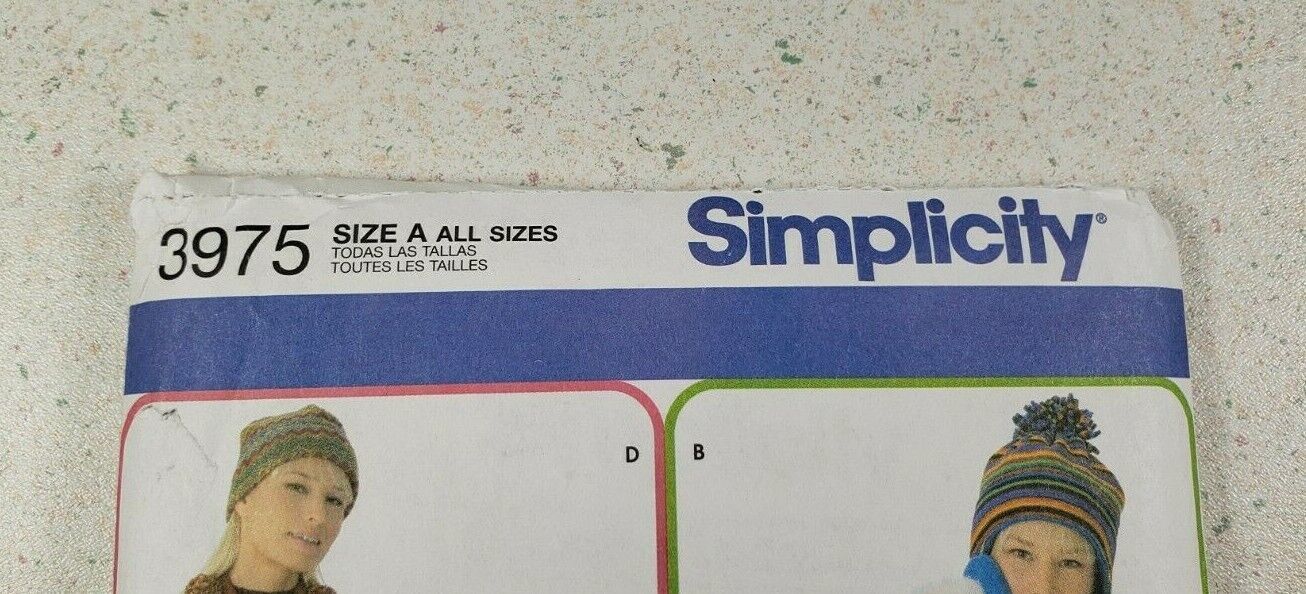 3975
SIZE A ALL SIZES
TODAS LAS TALLAS
TOUTES LES TAILLES
Simplicity®
D
B